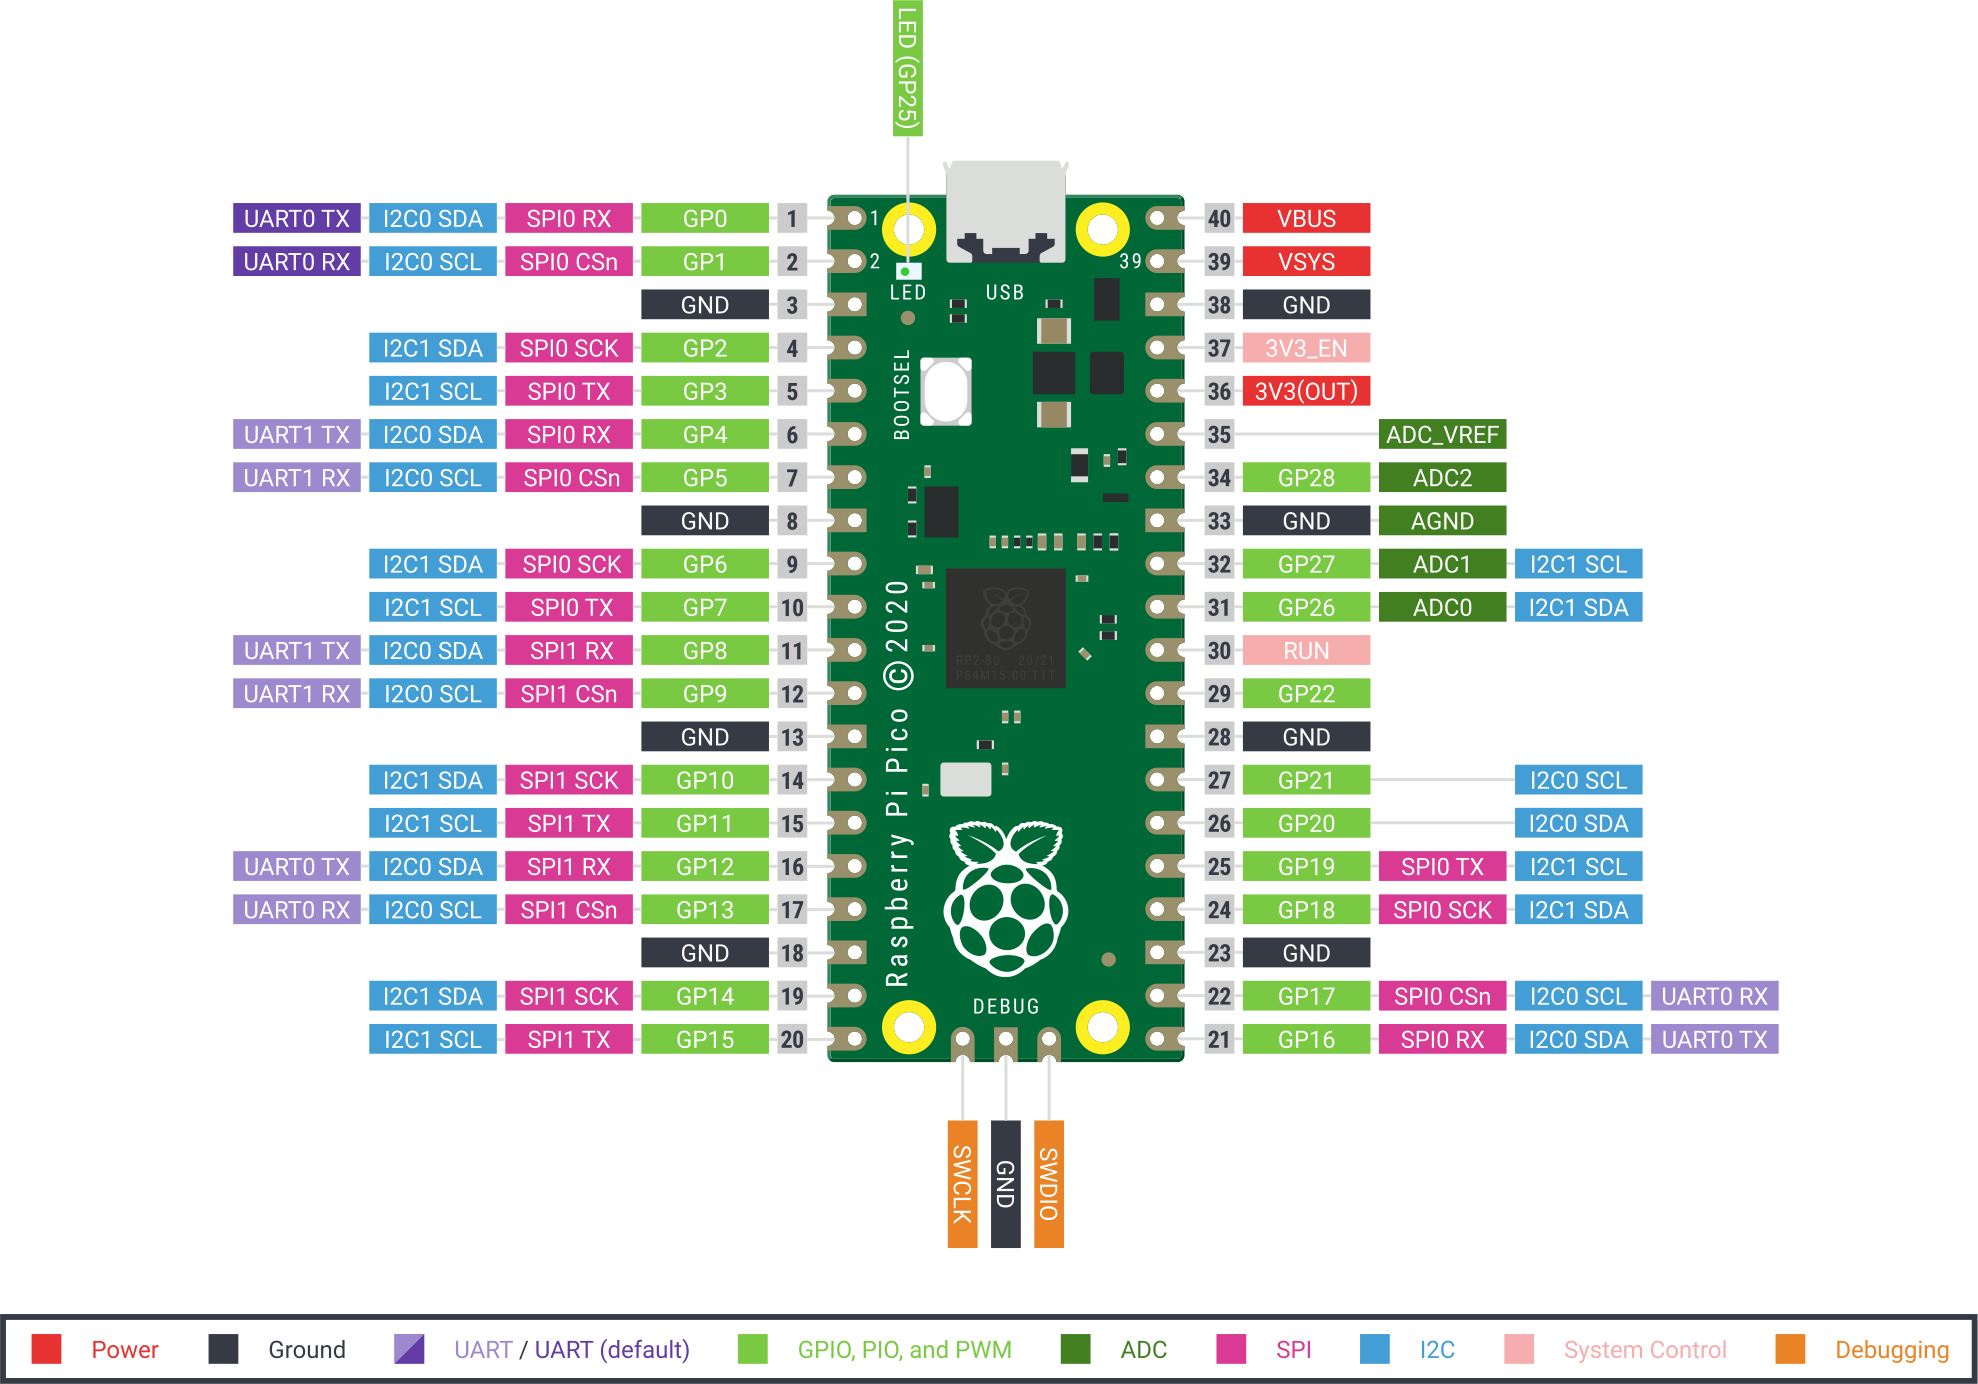 LED (GP25)
UART0 TX I2C0 SDA SPI0 RX GP0 1 1 40 VBUS
UART0 RX I2C0 SCL SPI0 CSn GP1 2 2 39 39 VSYS
LED USB
GND 3 38 GND
I2C1 SDA SPI0 SCK GP2 4 37 3V3_EN
I2C1 SCL SPI0 TX GP3 5 36 3V3(OUT)
BOOTSEL
UART1 TX I2C0 SDA SPI0 RX GP4 6 35 ADC_VREF
UART1 RX I2C0 SCL SPI0 CSn GP5 7 34 GP28 ADC2
GND 8 33 GND AGND
I2C1 SDA SPI0 SCK GP6 9 32 GP27 ADC1 I2C1 SCL
I2C1 SCL SPI0 TX GP7 10 31 GP26 ADC0 I2C1 SDA
UART1 TX I2C0 SDA SPI1 RX GP8 11 30 RUN
RP2-B0 20/21
P64M15.00 TTT
UART1 RX I2C0 SCL SPI1 CSn GP9 12 29 GP22
GND 13 28 GND
I2C1 SDA SPI1 SCK GP10 14 27 GP21 I2C0 SCL
Raspberry Pi Pico © 2020
I2C1 SCL SPI1 TX GP11 15 26 GP20 I2C0 SDA
UART0 TX I2C0 SDA SPI1 RX GP12 16 25 GP19 SPI0 TX I2C1 SCL
UART0 RX I2C0 SCL SPI1 CSn GP13 17 24 GP18 SPI0 SCK I2C1 SDA
GND 18 23 GND
I2C1 SDA SPI1 SCK GP14 19 22 GP17 SPI0 CSn I2C0 SCL UART0 RX
DEBUG
I2C1 SCL SPI1 TX GP15 20 21 GP16 SPI0 RX I2C0 SDA UART0 TX
SWCLK GND SWDIO
Power Ground UART / UART (default) GPIO, PIO, and PWM ADC SPI I2C System Control Debugging